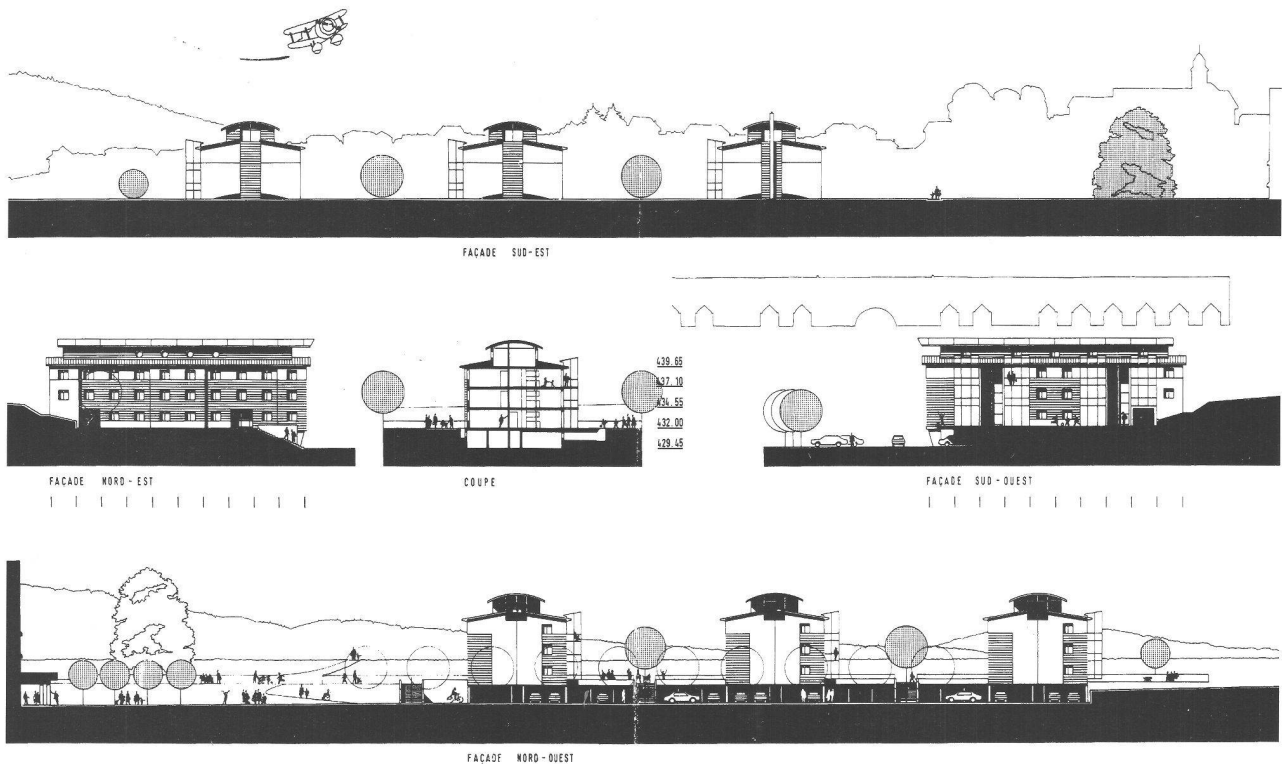 FAÇADE SUD-EST
439.65
437.10
434.55
432.00
429.45
FAÇADE NORD-EST
COUPE
FAÇADE SUD-OUEST
FAÇADE NORD-OUEST